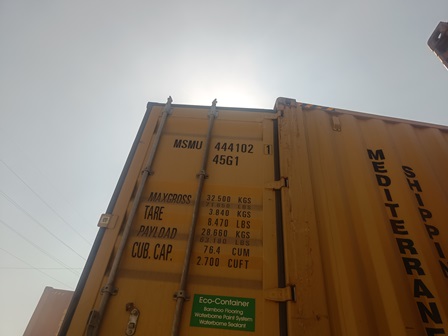 MSMU 444102 1
45G1
MAXGROSS 32.500 KGS
TARE 3.840 KGS
8.470 LBS
PAYLOAD 28.660 KGS
CUB. CAP. 76.4 CUM
2.700 CUFT
Eco-Container
Bamboo Flooring
Waterborne Paint System
Waterborne Sealant
MEDITERRAN
SHIPPI